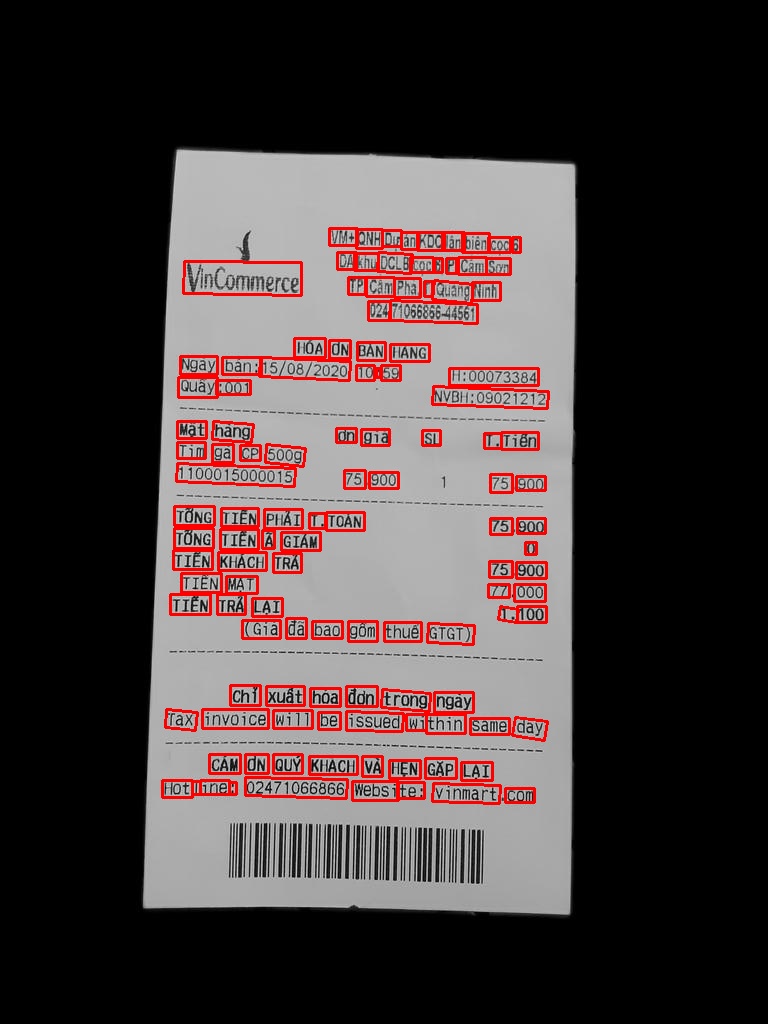 VinCommerce
VM+ QNH Dự án KDC lấn biển cọc 6
DA khu DCLB cọc 6 P Cẩm Sơn
TP Cẩm Phả T Quảng Ninh
024 71066866-44561
HÓA ĐƠN BÁN HÀNG
Ngày bán:15/08/2020 10:59 H:00073384
Quầy:001 NVBH:09021212
Mặt hàng Đơn giá SL T.Tiền
Tim gà CP 500g
1100015000015 75.900 1 75.900
TỔNG TIỀN PHẢI T.TOÁN 75.900
TỔNG TIỀN ĐÃ GIẢM 0
TIỀN KHÁCH TRẢ 75.900
TIỀN MẶT 77.000
TIỀN TRẢ LẠI 1.100
(Giá đã bao gồm thuế GTGT)
Chỉ xuất hóa đơn trong ngày
Tax invoice will be issued within same day
CẢM ƠN QUÝ KHÁCH VÀ HẸN GẶP LẠI
Hotline: 02471066866 Website: vinmart.com